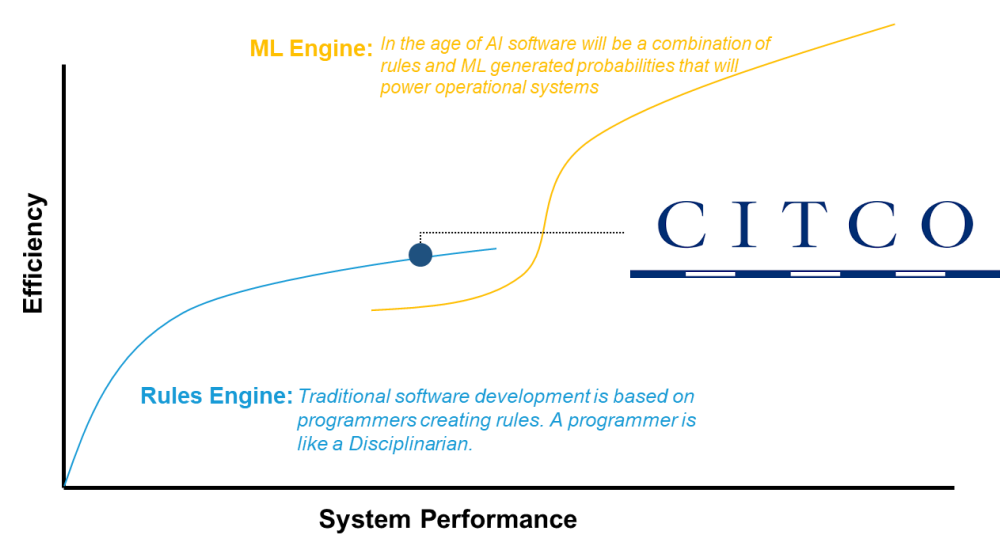 ML Engine: In the age of AI software will be a combination of
rules and ML generated probabilities that will
power operational systems
CITCO
Efficiency
Rules Engine: Traditional software development is based on
programmers creating rules. A programmer is
like a Disciplinarian.
System Performance